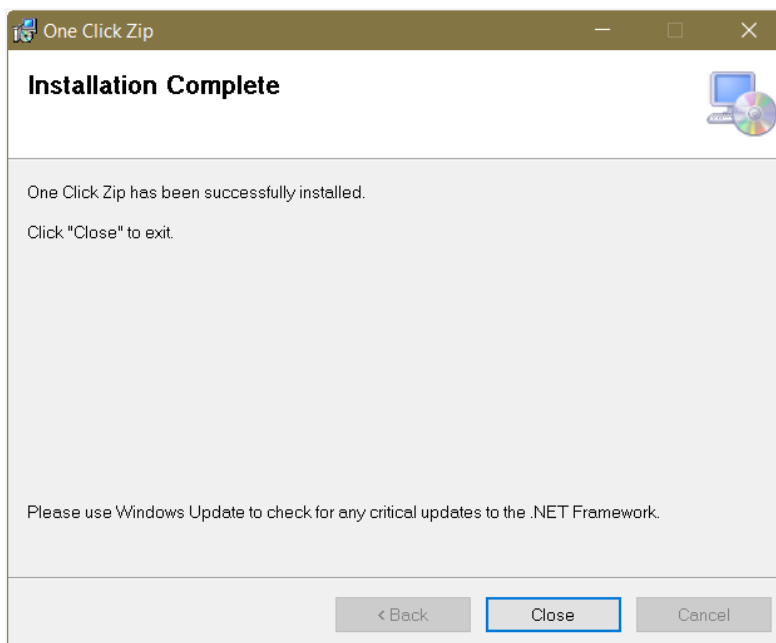 One Click Zip
Installation Complete
One Click Zip has been successfully installed.
Click "Close" to exit.
Please use Windows Update to check for any critical updates to the .NET Framework.
< Back
Close
Cancel